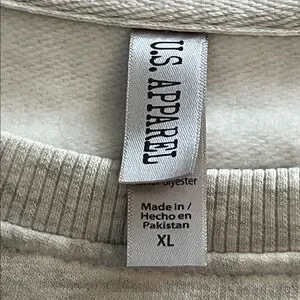 U.S. APPAREL
Made in /
Hecho en
Pakistan
XL